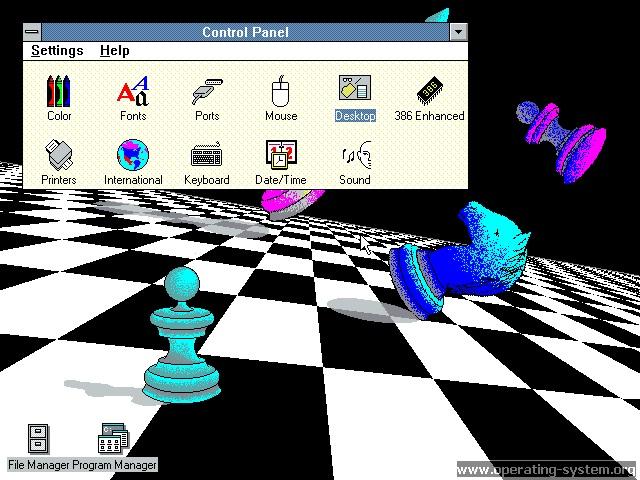 Control Panel
Settings Help
Color Fonts Ports Mouse Desktop 386 Enhanced
Printers International Keyboard Date/Time Sound
File Manager Program Manager
www.operating-system.org